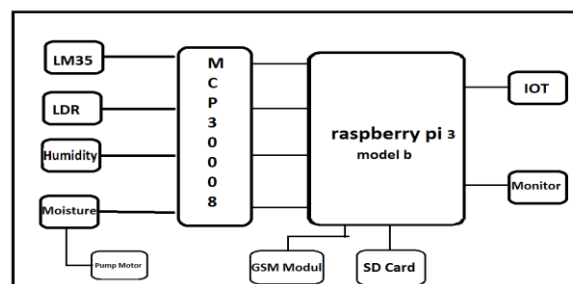 LM35
LDR
Humidity
Moisture
Pump Motor
M
C
P
3
0
0
0
8
raspberry pi 3
model b
GSM Modul
SD Card
IOT
Monitor